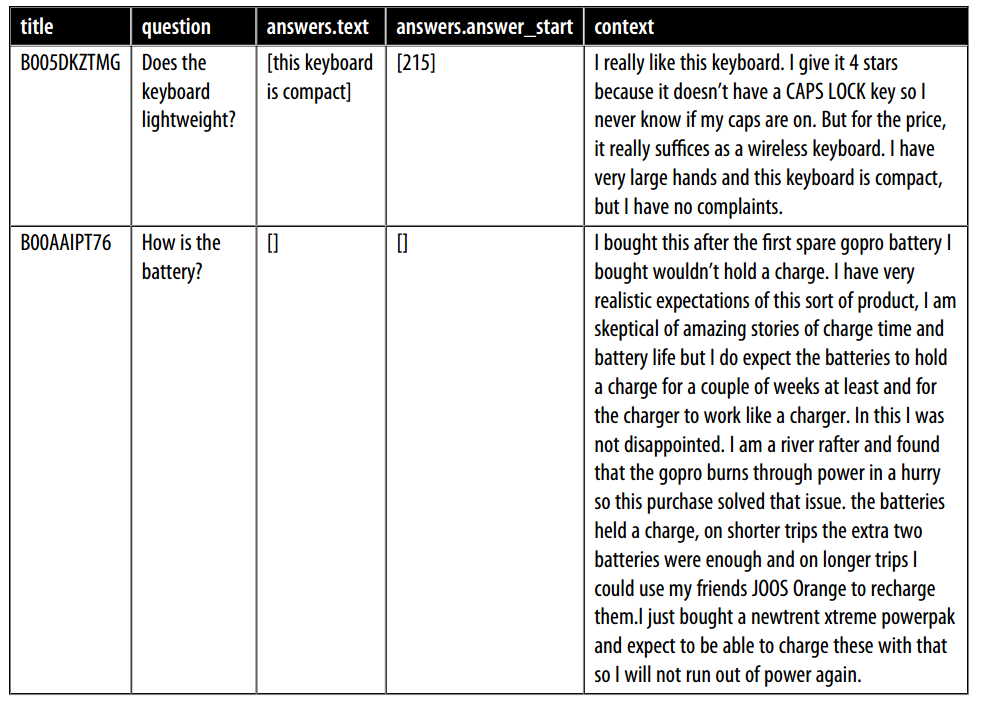 title question answers.text answers.answer_start context
B005DKZTMG Does the keyboard lightweight? [this keyboard is compact] [215] I really like this keyboard. I give it 4 stars
because it doesn’t have a CAPS LOCK key so I
never know if my caps are on. But for the price,
it really suffices as a wireless keyboard. I have
very large hands and this keyboard is compact,
but I have no complaints.
B00AAIPT76 How is the battery? [] [] I bought this after the first spare gopro battery I
bought wouldn’t hold a charge. I have very
realistic expectations of this sort of product, I am
skeptical of amazing stories of charge time and
battery life but I do expect the batteries to hold
a charge for a couple of weeks at least and for
the charger to work like a charger. In this I was
not disappointed. I am a river rafter and found
that the gopro burns through power in a hurry
so this purchase solved that issue. the batteries
held a charge, on shorter trips the extra two
batteries were enough and on longer trips I
could use my friends JOOS Orange to recharge
them.I just bought a newtrent xtreme powerpak
and expect to be able to charge these with that
so I will not run out of power again.